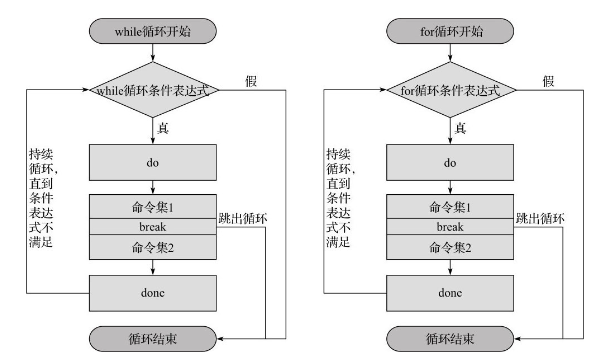 while循环开始
while循环条件表达式
假
真
do
持续
循环，
直到
条件
表达
式不
满足
命令集1
break
命令集2
跳出循环
done
循环结束
for循环开始
for循环条件表达式
假
真
do
持续
循环，
直到
条件
表达
式不
满足
命令集1
break
命令集2
跳出循环
done
循环结束